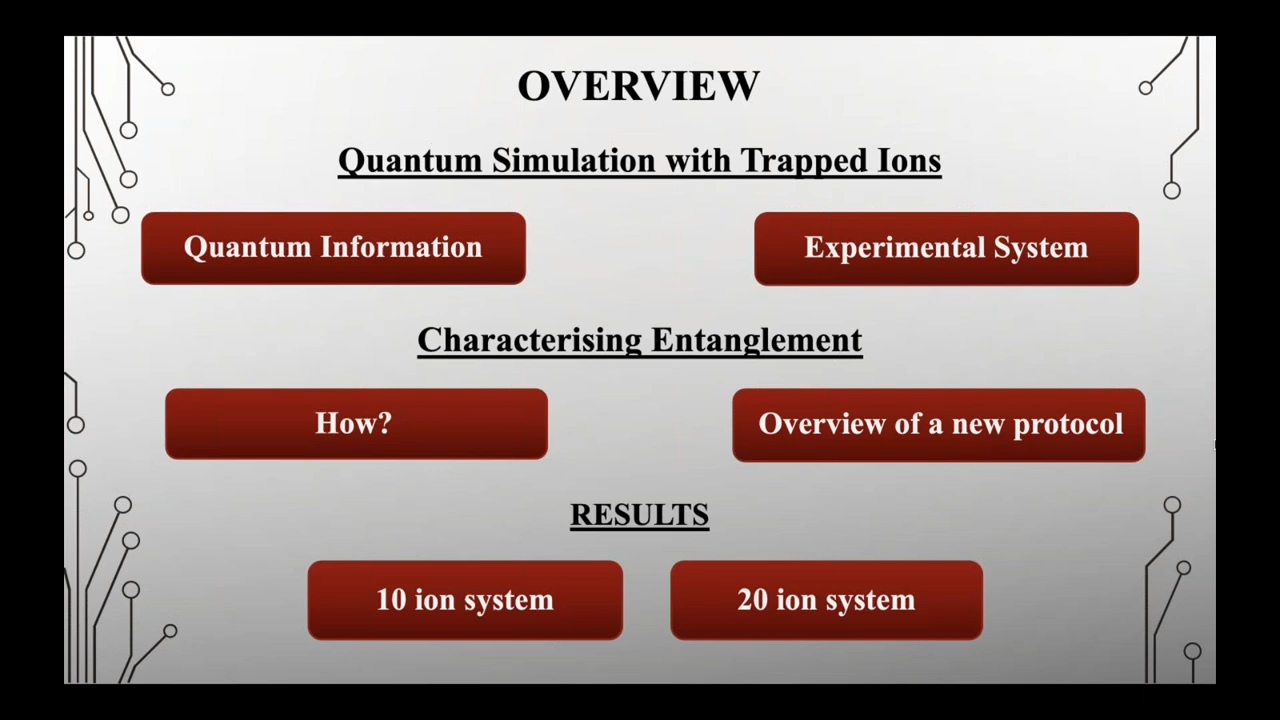 OVERVIEW
Quantum Simulation with Trapped Ions
Quantum Information
Experimental System
Characterising Entanglement
How?
Overview of a new protocol
RESULTS
10 ion system
20 ion system